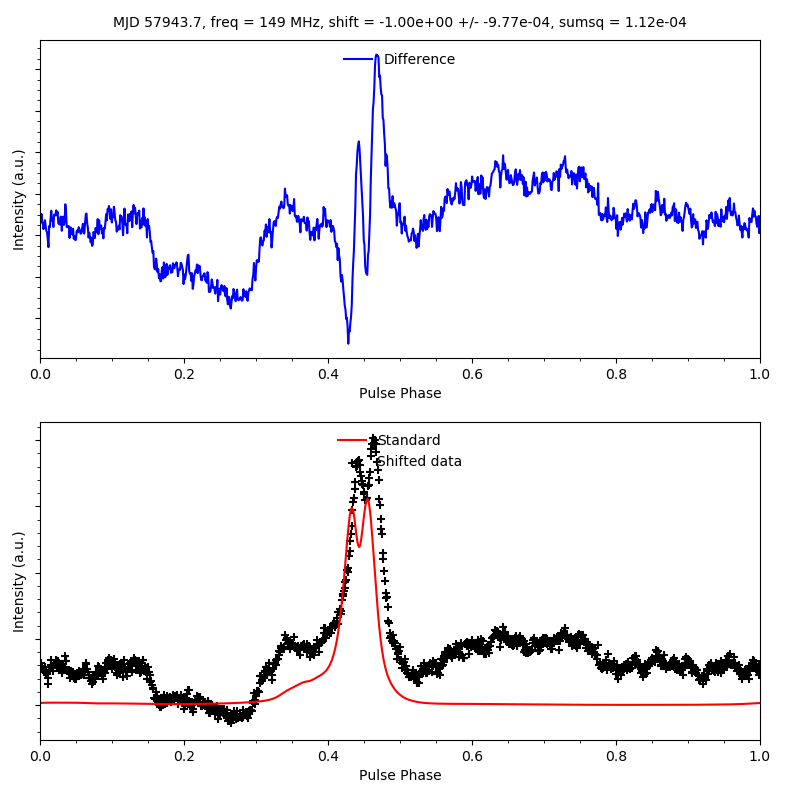 MJD 57943.7, freq = 149 MHz, shift = -1.00e+00 +/- -9.77e-04, sumsq = 1.12e-04
Difference
Intensity (a.u.)
0.0 0.2 0.4 0.6 0.8 1.0
Pulse Phase
Standard
Shifted data
Intensity (a.u.)
0.0 0.2 0.4 0.6 0.8 1.0
Pulse Phase